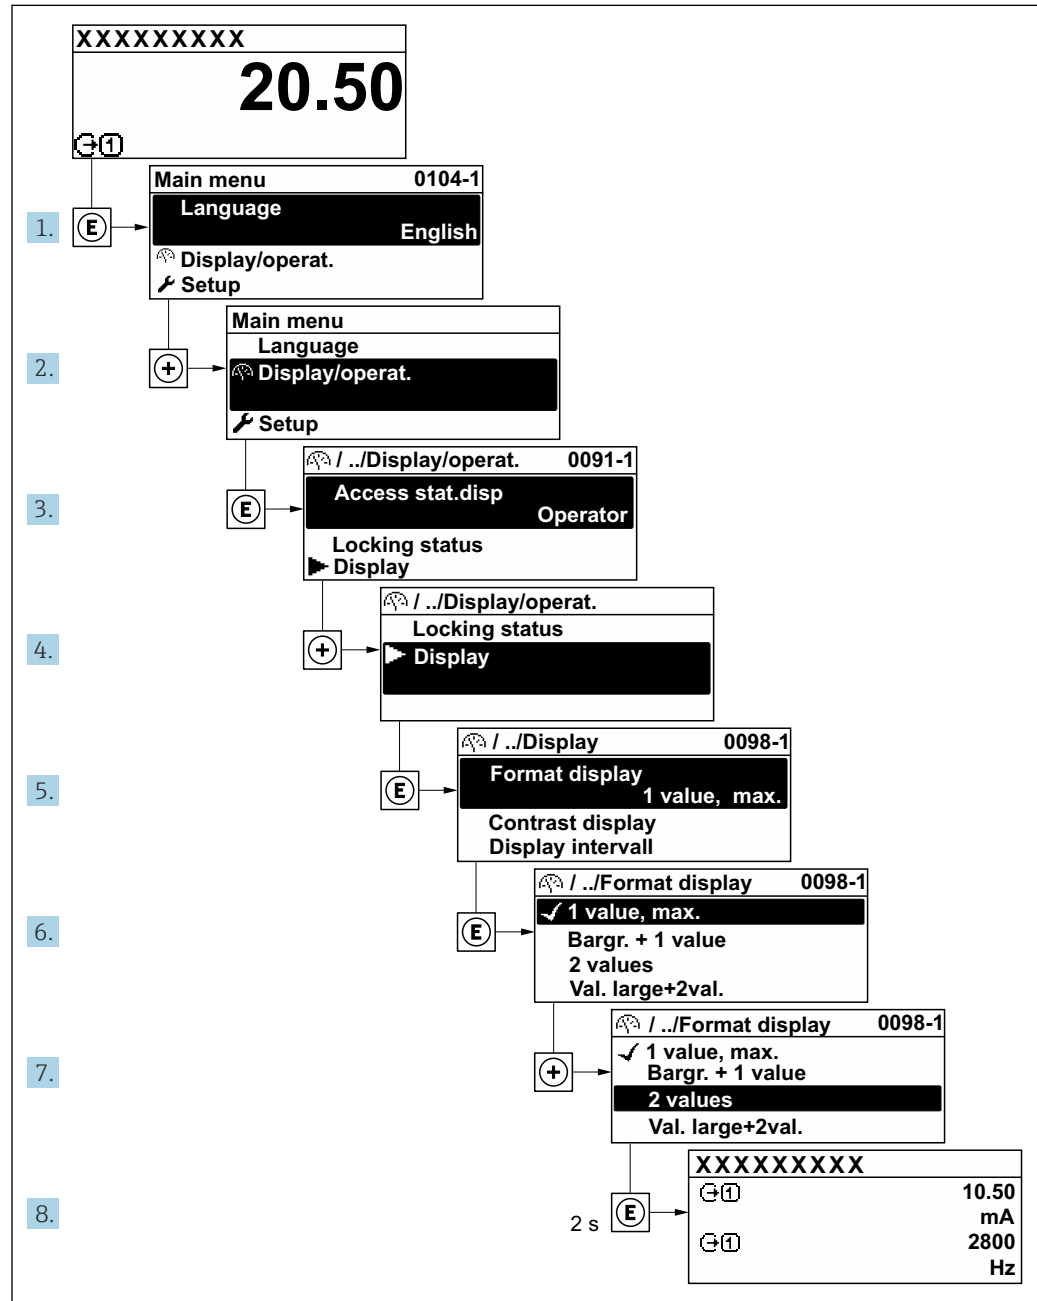 XXXXXXXXX
20.50
1
Main menu 0104-1
Language
English
1. E
Display/operat.
Setup
Main menu
Language
2. + Display/operat.
Setup
/ ../Display/operat. 0091-1
Access stat.disp
3. E Operator
Locking status
Display
/ ../Display/operat.
Locking status
4. + Display
/ ../Display 0098-1
Format display
5. E 1 value, max.
Contrast display
Display intervall
/ ../Format display 0098-1
1 value, max.
6. E Bargr. + 1 value
2 values
Val. large+2val.
/ ../Format display 0098-1
1 value, max.
7. + Bargr. + 1 value
2 values
Val. large+2val.
XXXXXXXXX
1 10.50
8. 2 s E mA
1 2800
Hz